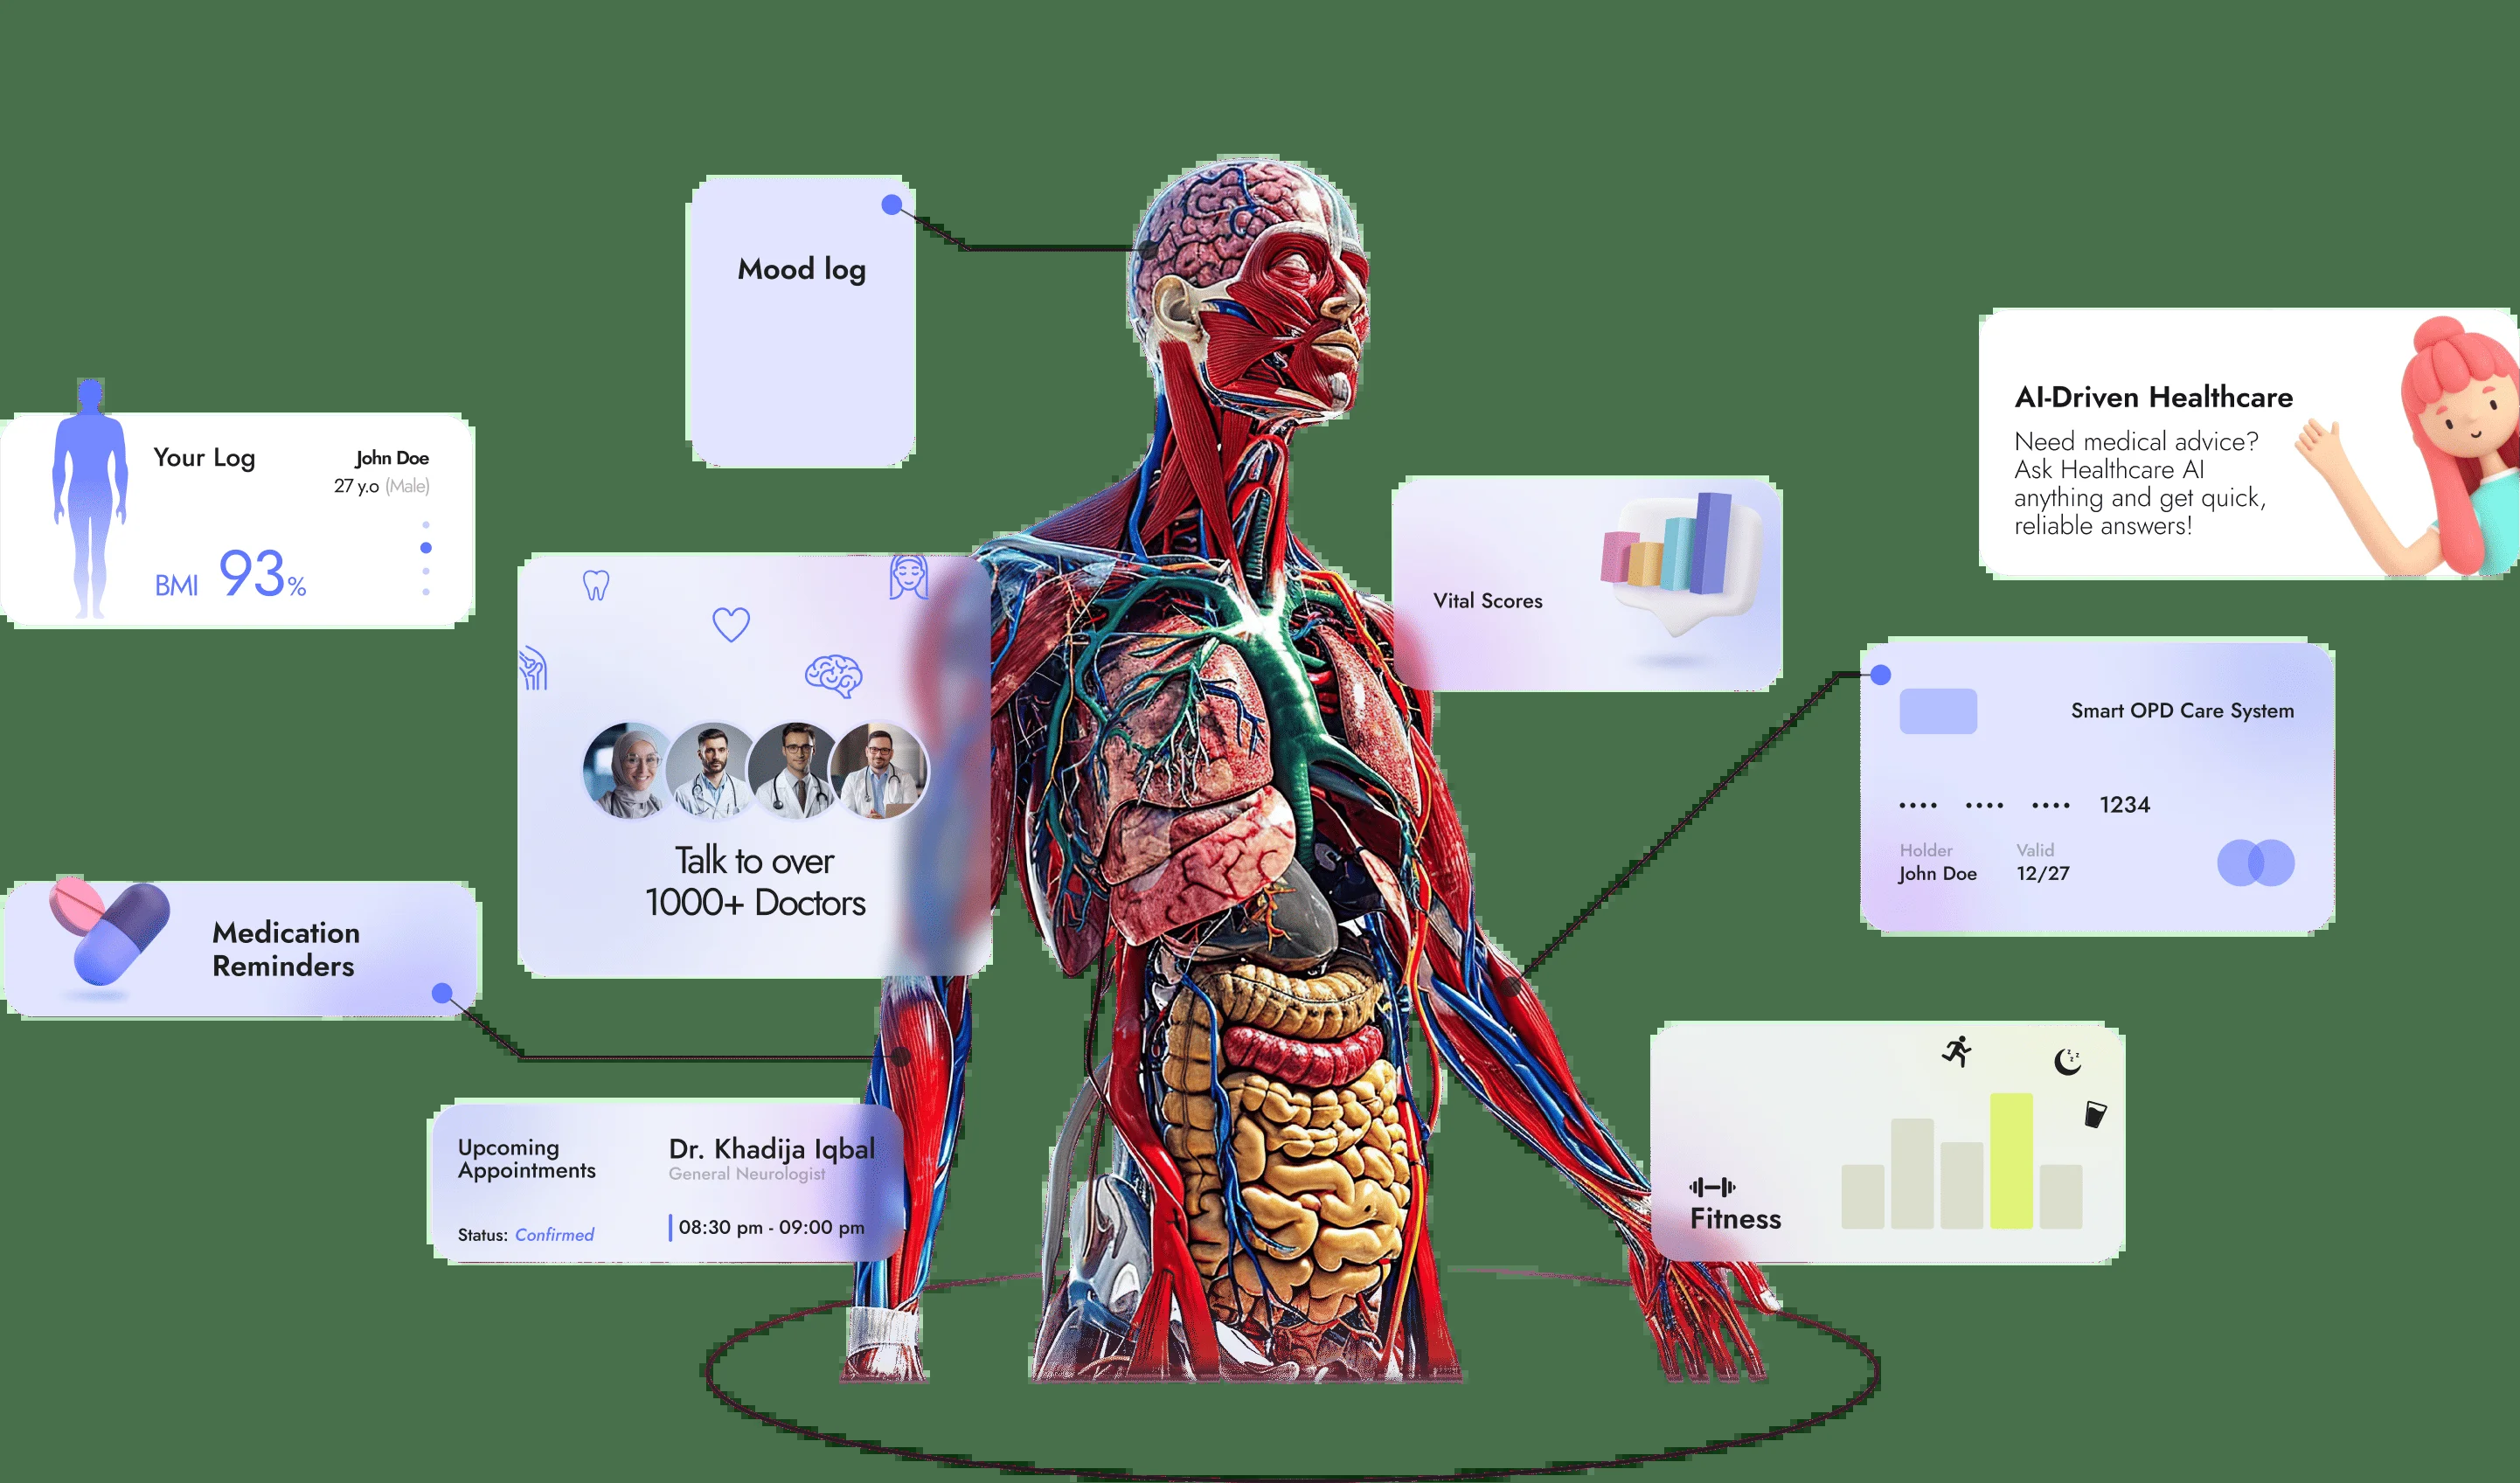 Mood log
Your Log
John Doe
27 y.o (Male)
BMI 93%
AI-Driven Healthcare
Need medical advice?
Ask Healthcare AI
anything and get quick,
reliable answers!
Vital Scores
Talk to over
1000+ Doctors
Smart OPD Care System
•••• •••• •••• 1234
Holder
John Doe
Valid
12/27
Medication
Reminders
Upcoming
Appointments
Status: Confirmed
Dr. Khadija Iqbal
General Neurologist
08:30 pm - 09:00 pm
Fitness